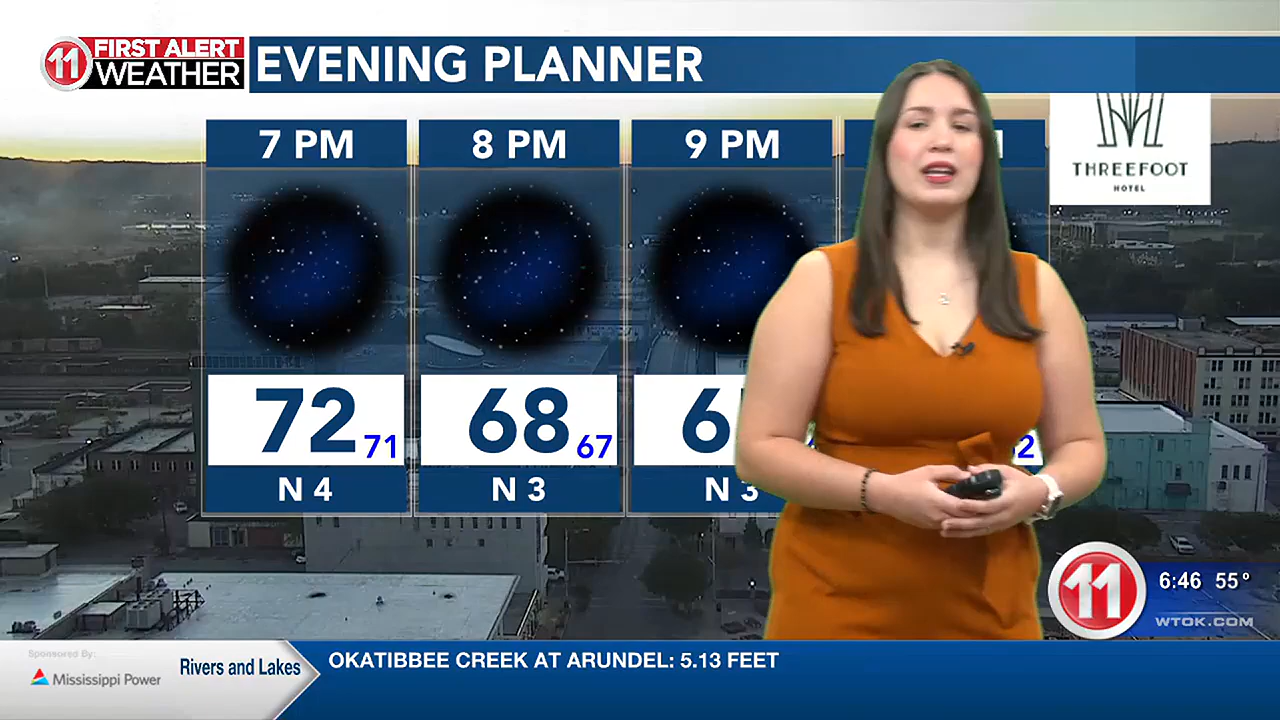 11
FIRST ALERT
WEATHER
EVENING PLANNER
7 PM
8 PM
9 PM
THREEFOOT
HOTEL
72
71
68
67
N 4
N 3
N 3
11
6:46 55°
WTOK.COM
Sponsored By:
Mississippi Power
Rivers and Lakes
OKATIBBEE CREEK AT ARUNDEL: 5.13 FEET